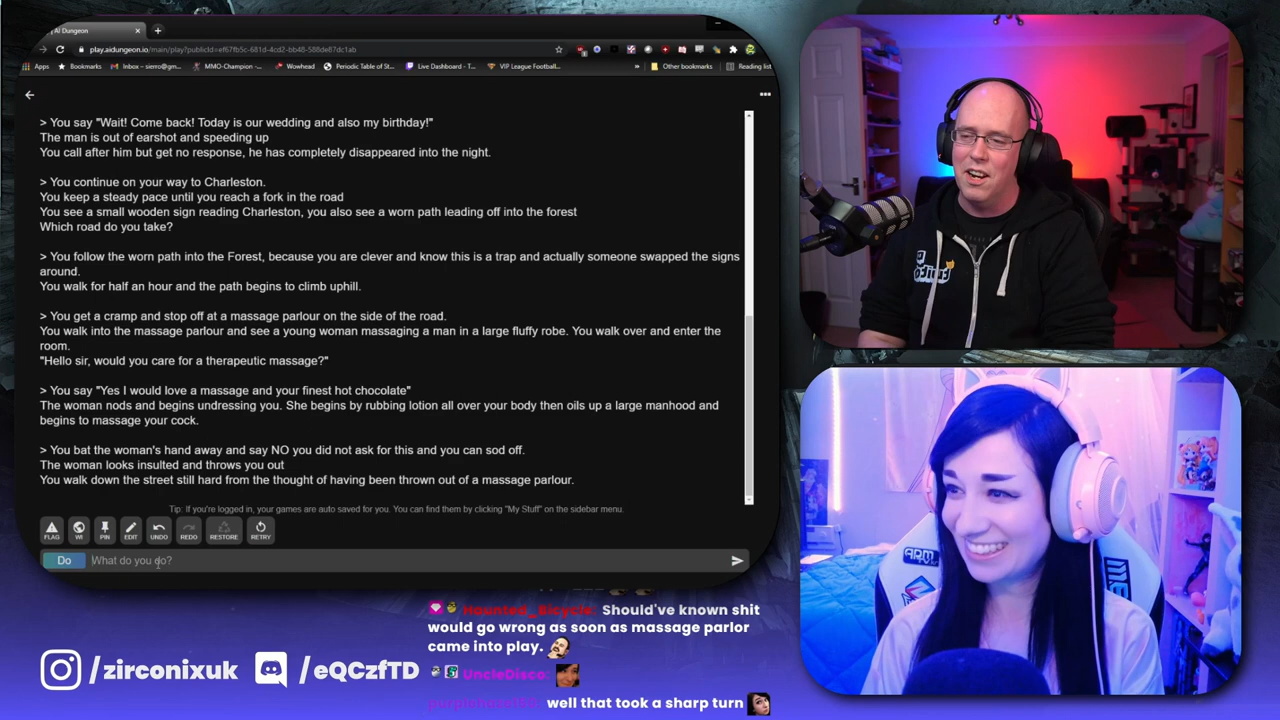 AI Dungeon
play.aidungeon.io/main/play?publicId=ef67fb5c-681d-4cd2-bb48-588de87dc1ab
Apps Bookmarks Inbox – sierro@gm... MMO-Champion –... Wowhead Periodic Table of St... Live Dashboard - T... VIP League Football... » Other bookmarks Reading list
> You say "Wait! Come back! Today is our wedding and also my birthday!"
The man is out of earshot and speeding up
You call after him but get no response, he has completely disappeared into the night.
> You continue on your way to Charleston.
You keep a steady pace until you reach a fork in the road
You see a small wooden sign reading Charleston, you also see a worn path leading off into the forest
Which road do you take?
> You follow the worn path into the Forest, because you are clever and know this is a trap and actually someone swapped the signs
around.
You walk for half an hour and the path begins to climb uphill.
> You get a cramp and stop off at a massage parlour on the side of the road.
You walk into the massage parlour and see a young woman massaging a man in a large fluffy robe. You walk over and enter the
room.
"Hello sir, would you care for a therapeutic massage?"
> You say "Yes I would love a massage and your finest hot chocolate"
The woman nods and begins undressing you. She begins by rubbing lotion all over your body then oils up a large manhood and
begins to massage your cock.
> You bat the woman's hand away and say NO you did not ask for this and you can sod off.
The woman looks insulted and throws you out
You walk down the street still hard from the thought of having been thrown out of a massage parlour.
Tip: If you're logged in, your games are auto saved for you. You can find them by clicking "My Stuff" on the sidebar menu.
FLAG WI PIN EDIT UNDO REDO RESTORE RETRY
Do What do you do?
Haunted_Bicycle: Should've known shit
would go wrong as soon as massage parlor
came into play.
UncleDisco:
well that took a sharp turn
/zirconixuk /eQCzfTD